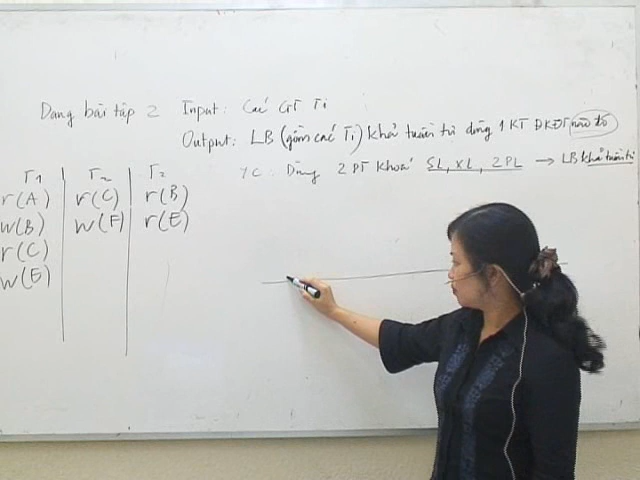 Dạng bài tập 2 Input: Các GT Ti
Output: LB (gồm các Ti) khả tuần tự dùng 1 KT ĐKĐT nào đó
YC: Dùng 2 PT khoá SL, XL, 2PL → LB khả tuần tự
T1 T2 T3
r(A) r(C) r(B)
w(B) w(F) r(E)
r(C)
w(E)